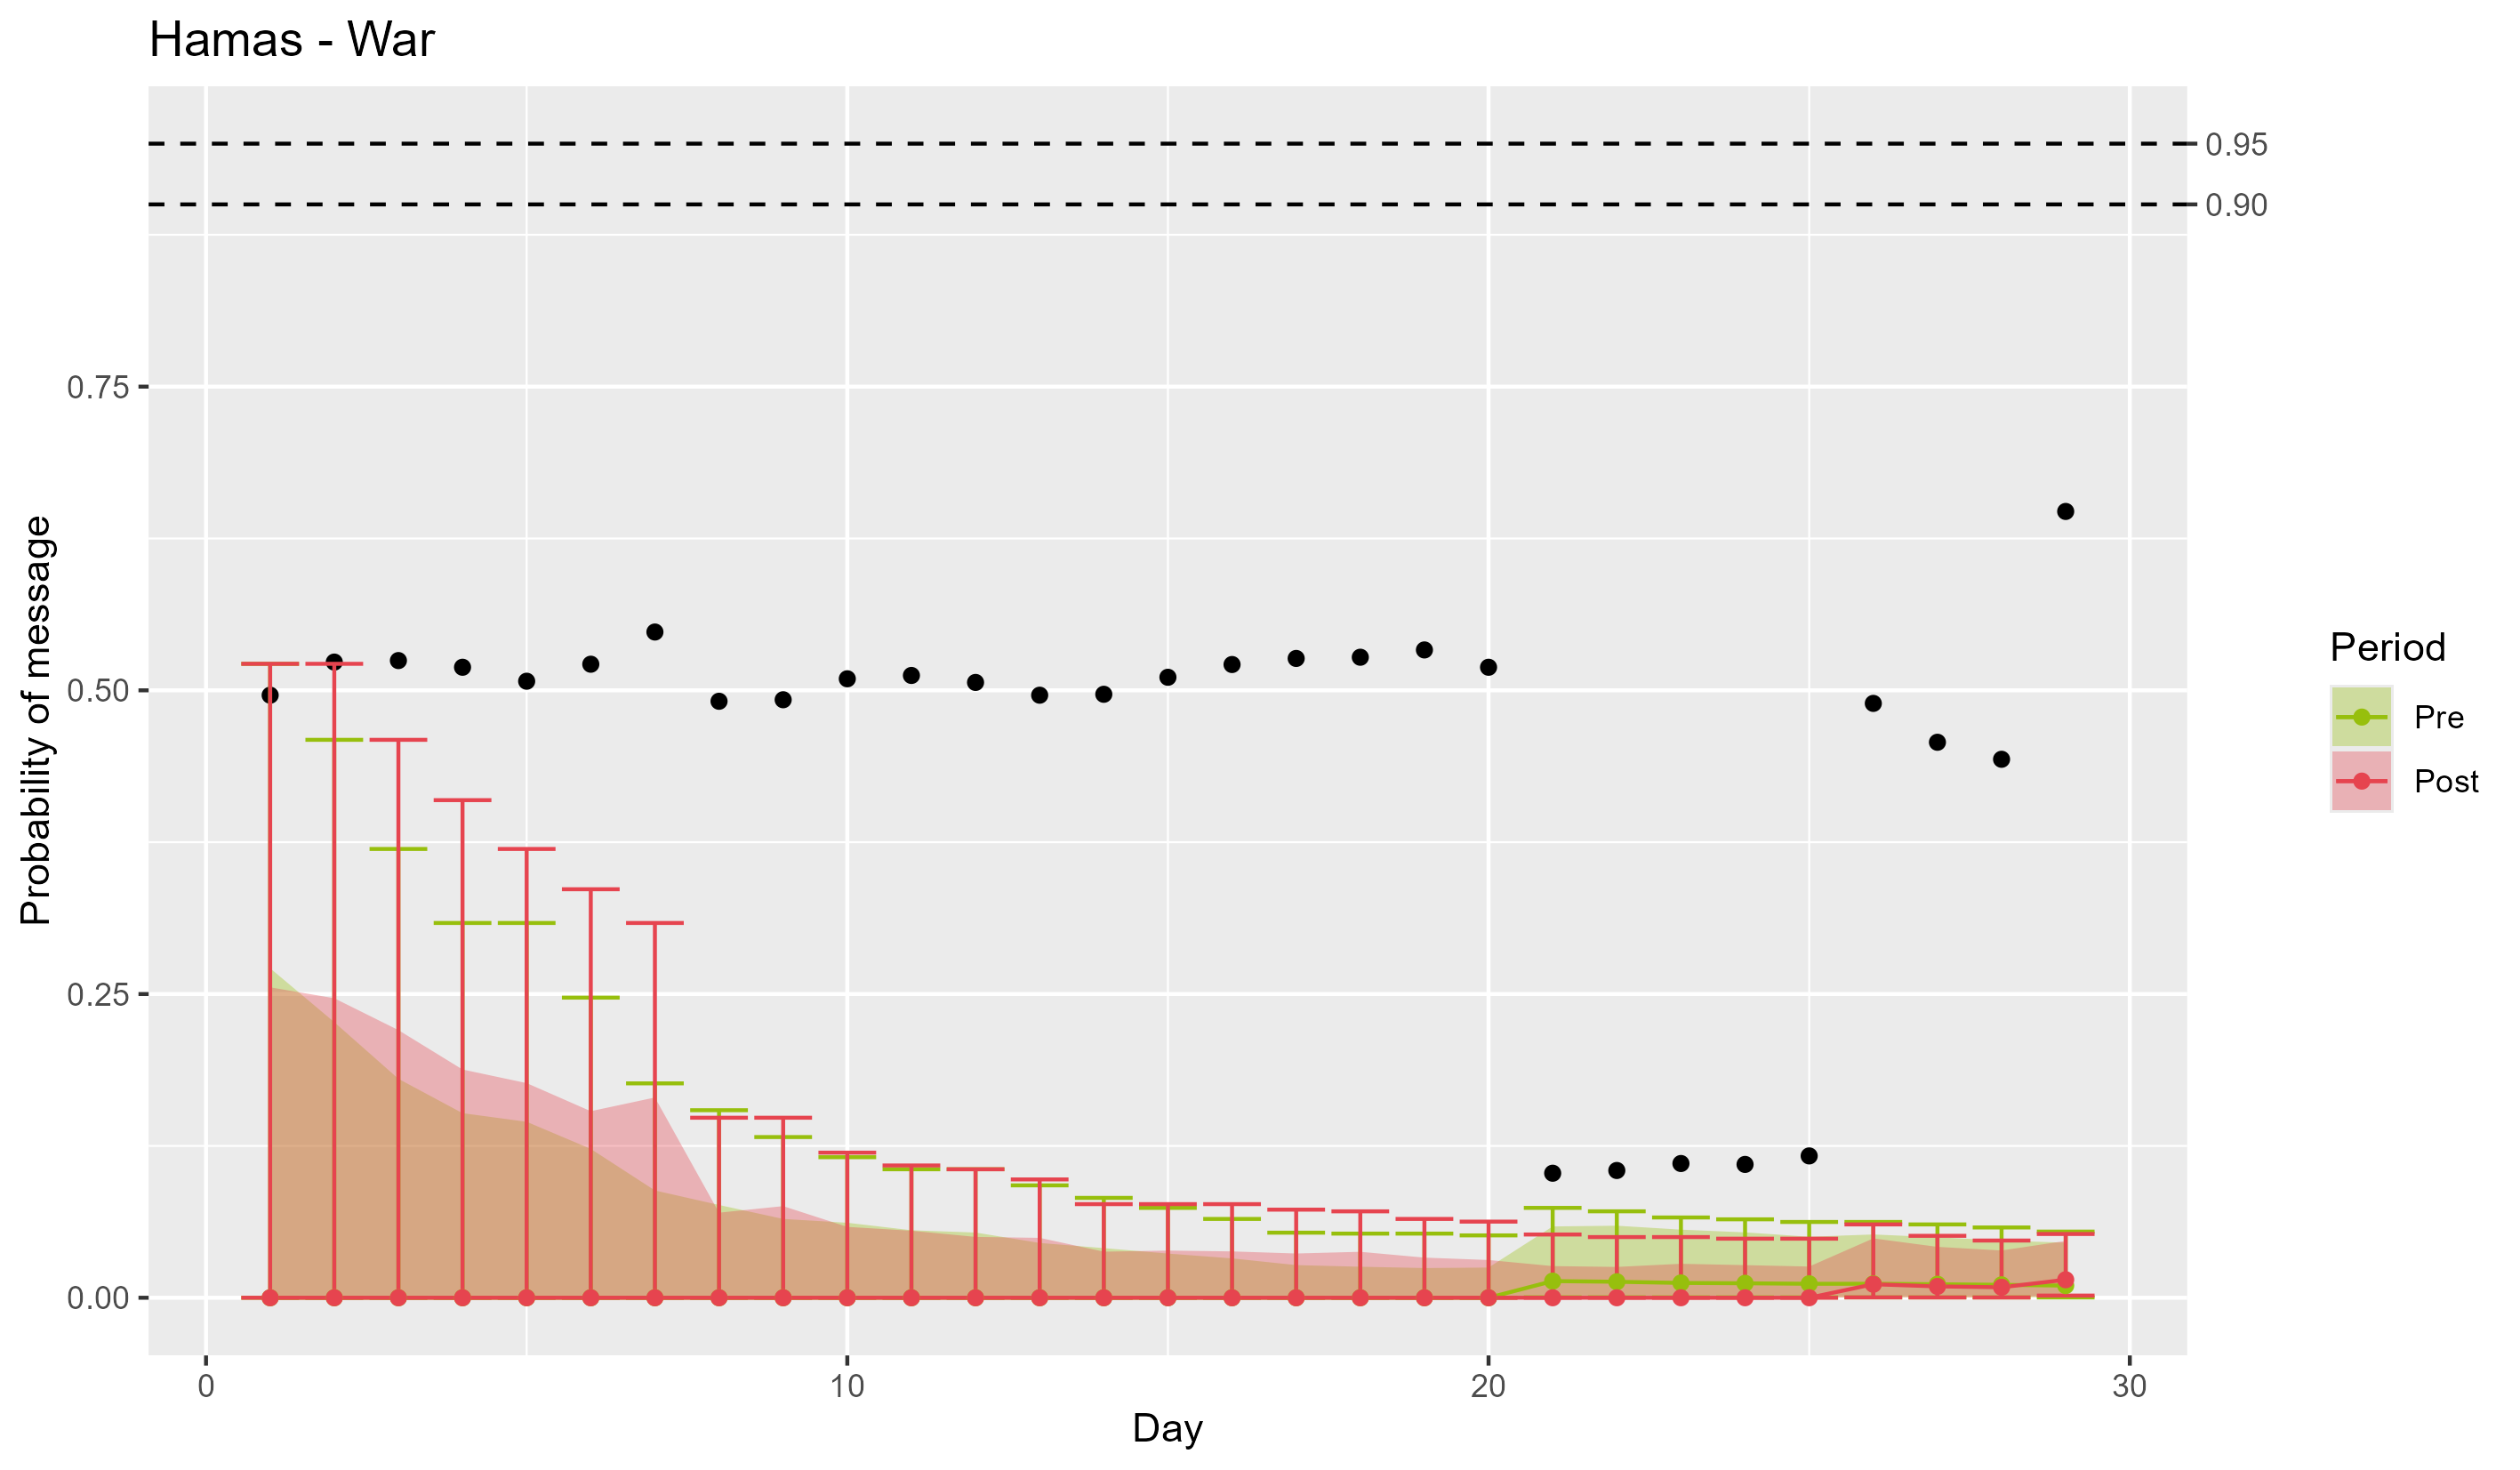 Hamas - War
0.95
0.90
0.75
0.50
0.25
0.00
Probability of message
0 10 20 30
Day
Period
Pre
Post